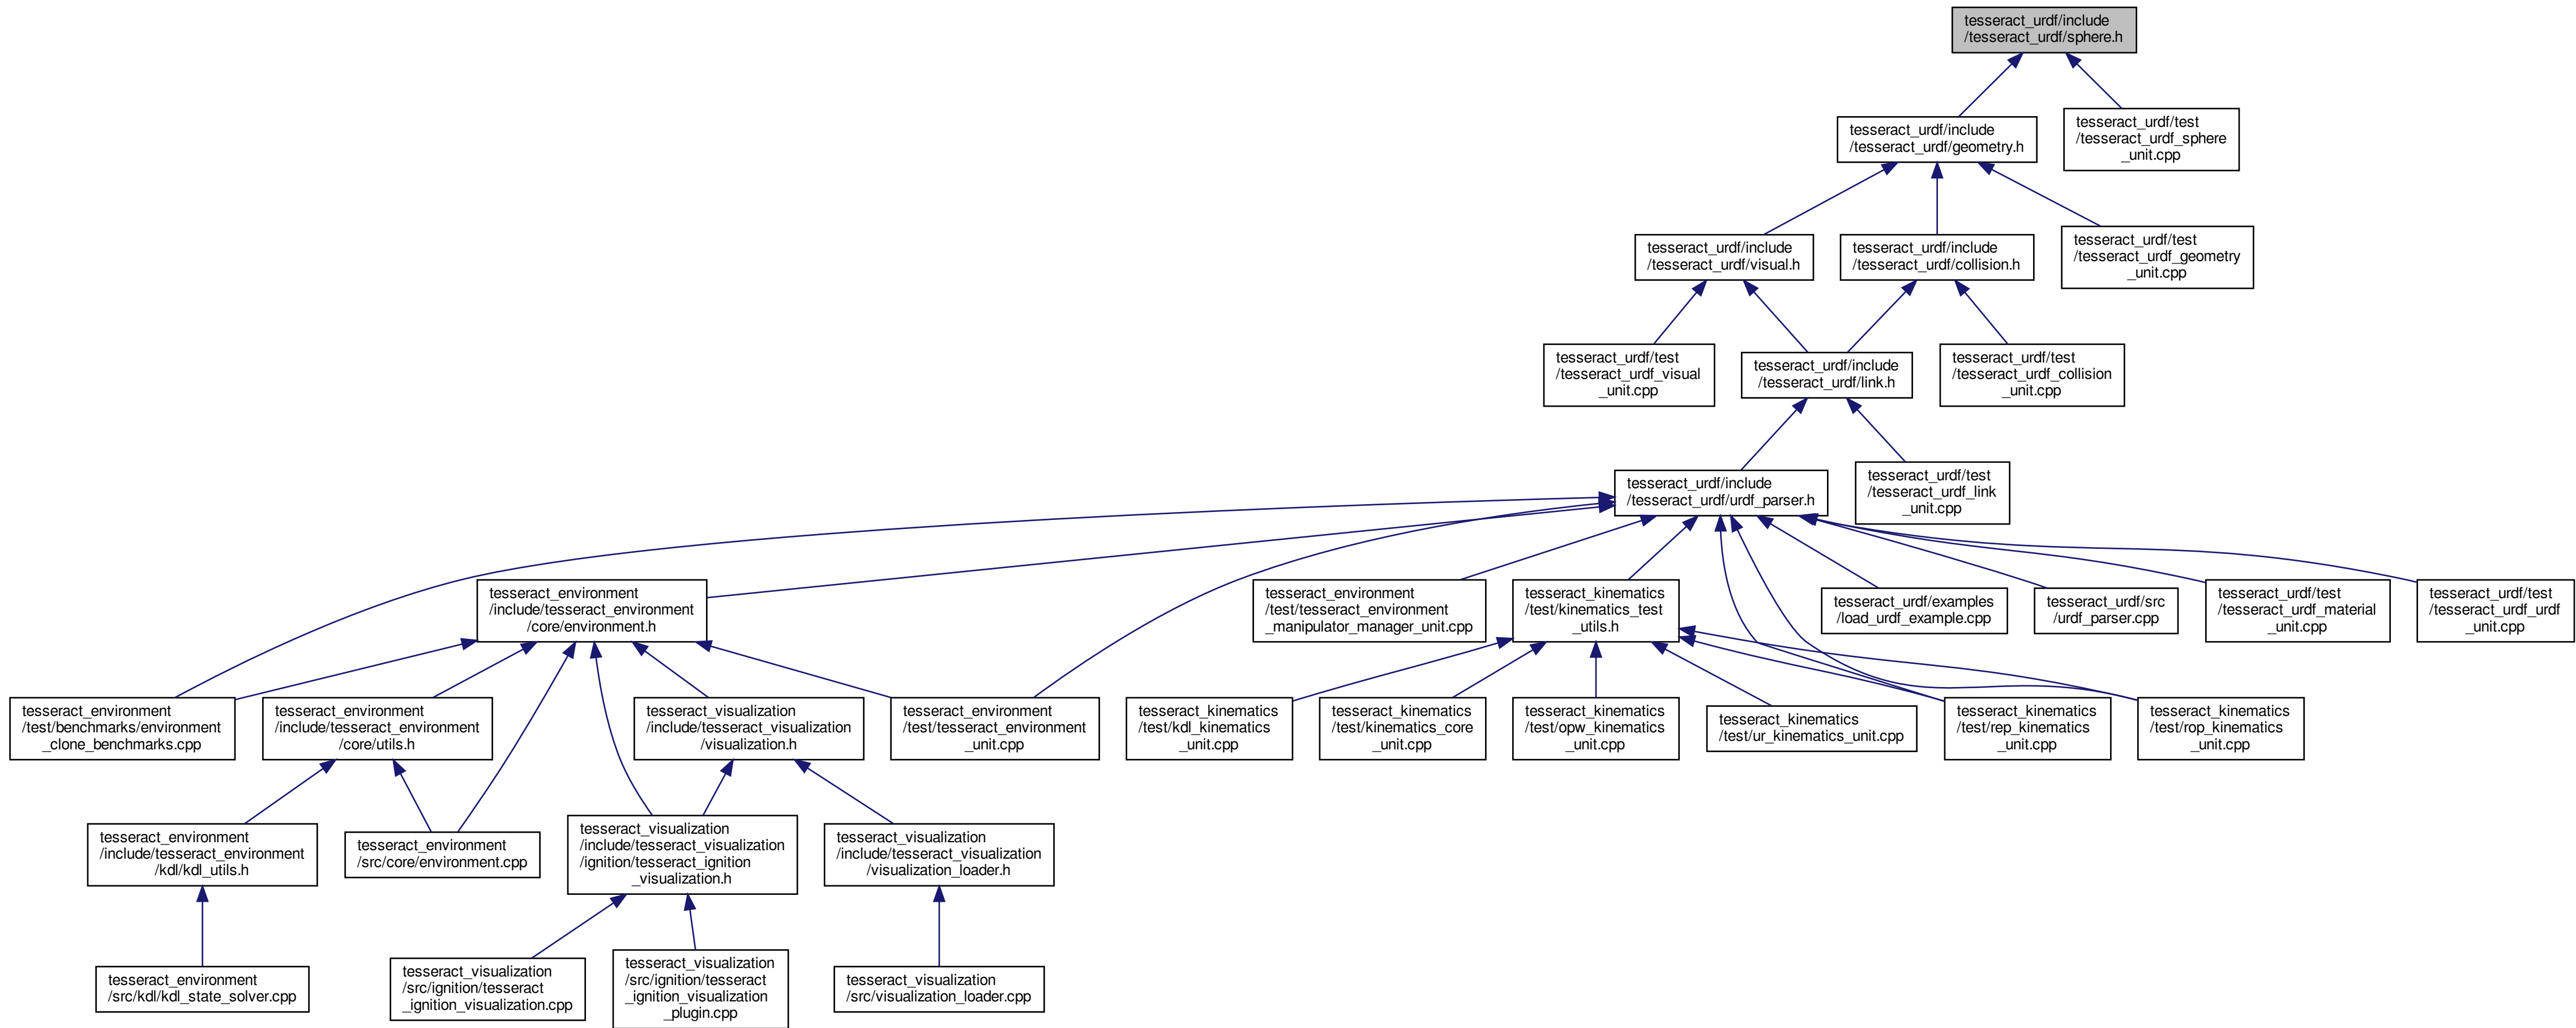 tesseract_urdf/include
/tesseract_urdf/sphere.h
tesseract_urdf/include
/tesseract_urdf/geometry.h
tesseract_urdf/test
/tesseract_urdf_sphere
_unit.cpp
tesseract_urdf/include
/tesseract_urdf/visual.h
tesseract_urdf/include
/tesseract_urdf/collision.h
tesseract_urdf/test
/tesseract_urdf_geometry
_unit.cpp
tesseract_urdf/test
/tesseract_urdf_visual
_unit.cpp
tesseract_urdf/include
/tesseract_urdf/link.h
tesseract_urdf/test
/tesseract_urdf_collision
_unit.cpp
tesseract_urdf/include
/tesseract_urdf/urdf_parser.h
tesseract_urdf/test
/tesseract_urdf_link
_unit.cpp
tesseract_environment
/include/tesseract_environment
/core/environment.h
tesseract_environment
/test/tesseract_environment
_manipulator_manager_unit.cpp
tesseract_kinematics
/test/kinematics_test
_utils.h
tesseract_urdf/examples
/load_urdf_example.cpp
tesseract_urdf/src
/urdf_parser.cpp
tesseract_urdf/test
/tesseract_urdf_material
_unit.cpp
tesseract_urdf/test
/tesseract_urdf_urdf
_unit.cpp
tesseract_environment
/test/benchmarks/environment
_clone_benchmarks.cpp
tesseract_environment
/include/tesseract_environment
/core/utils.h
tesseract_visualization
/include/tesseract_visualization
/visualization.h
tesseract_environment
/test/tesseract_environment
_unit.cpp
tesseract_kinematics
/test/kdl_kinematics
_unit.cpp
tesseract_kinematics
/test/kinematics_core
_unit.cpp
tesseract_kinematics
/test/opw_kinematics
_unit.cpp
tesseract_kinematics
/test/ur_kinematics_unit.cpp
tesseract_kinematics
/test/rep_kinematics
_unit.cpp
tesseract_kinematics
/test/rop_kinematics
_unit.cpp
tesseract_environment
/include/tesseract_environment
/kdl/kdl_utils.h
tesseract_environment
/src/core/environment.cpp
tesseract_visualization
/include/tesseract_visualization
/ignition/tesseract_ignition
_visualization.h
tesseract_visualization
/include/tesseract_visualization
/visualization_loader.h
tesseract_environment
/src/kdl/kdl_state_solver.cpp
tesseract_visualization
/src/ignition/tesseract
_ignition_visualization.cpp
tesseract_visualization
/src/ignition/tesseract
_ignition_visualization
_plugin.cpp
tesseract_visualization
/src/visualization_loader.cpp